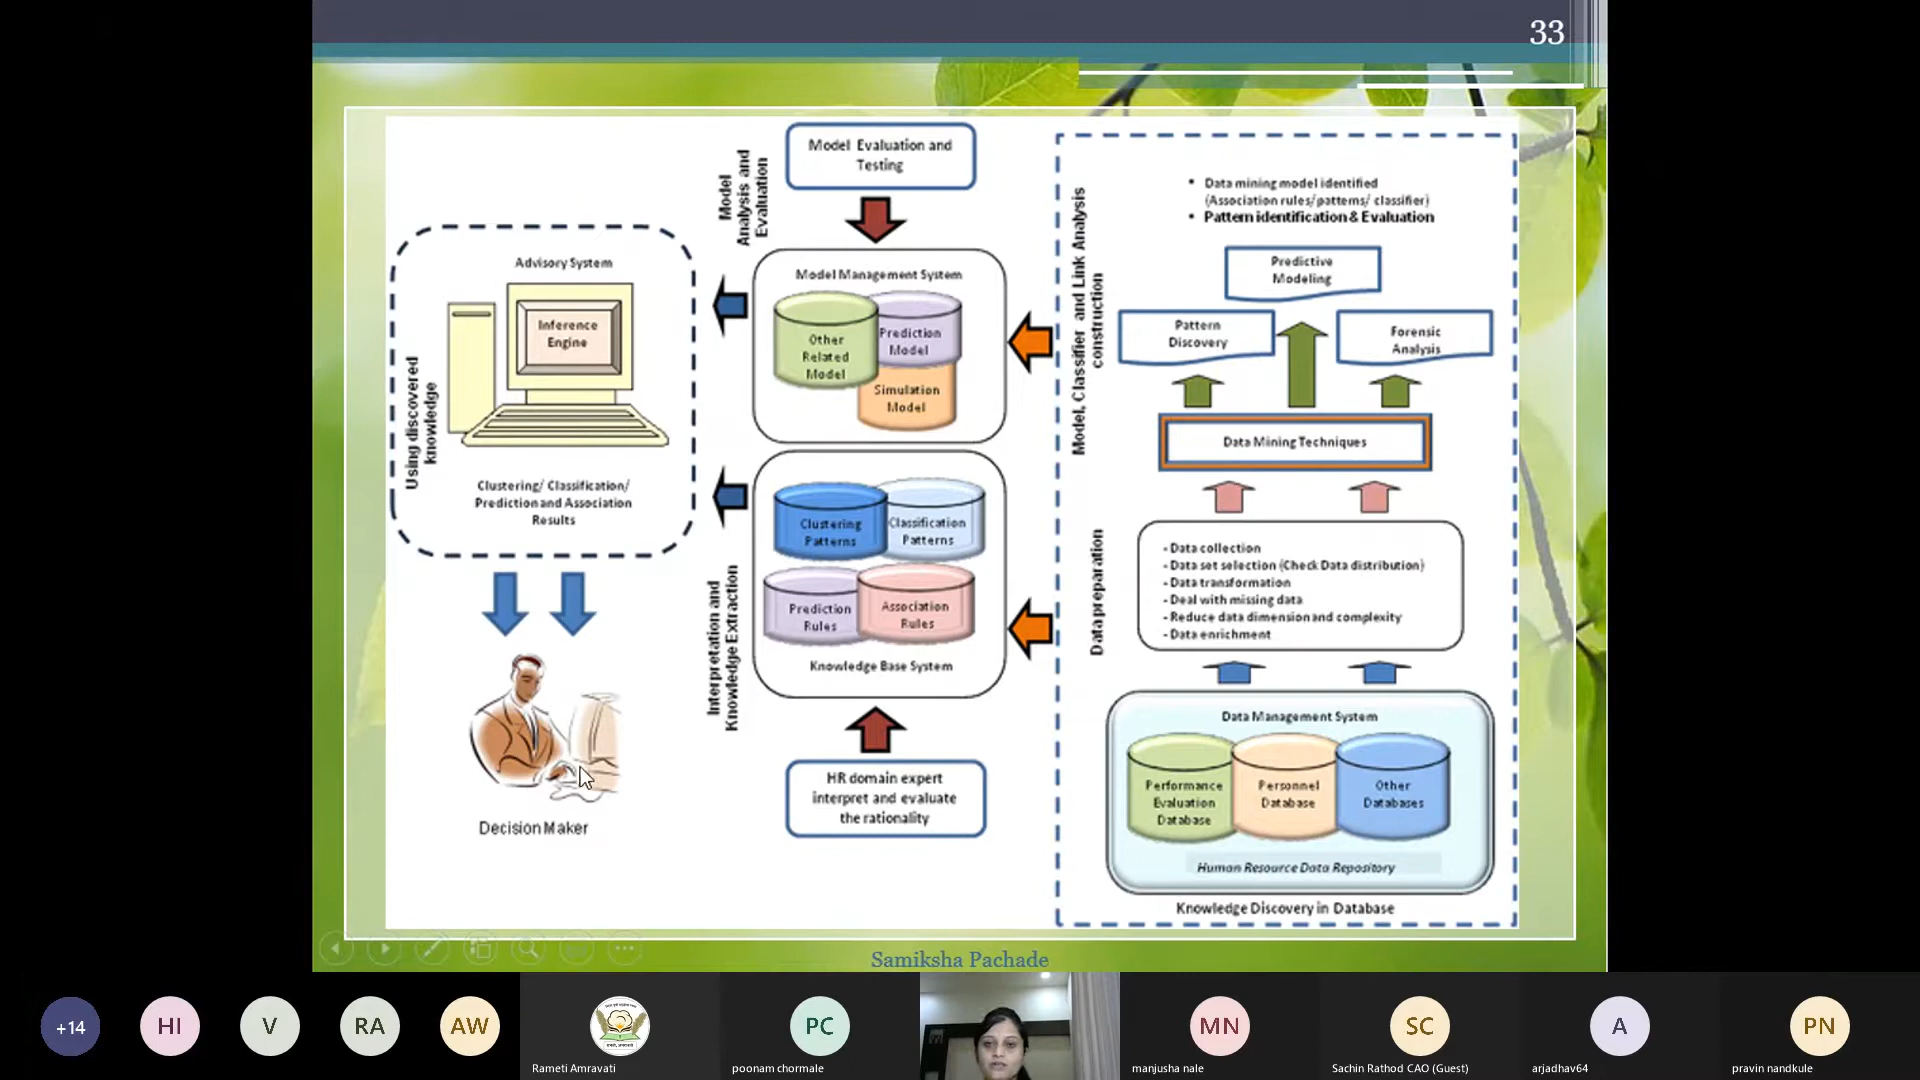 33
Model Evaluation and
Testing
Model
Analysis and
Evaluation
Model Management System
Other
Related
Model
Prediction
Model
Simulation
Model
Advisory System
Inference
Engine
Using discovered
knowledge
Clustering/ Classification/
Prediction and Association
Results
Decision Maker
Clustering
Patterns
Classification
Patterns
Prediction
Rules
Association
Rules
Knowledge Base System
Interpretation and
Knowledge Extraction
HR domain expert
interpret and evaluate
the rationality
Model, Classifier and Link Analysis
construction
• Data mining model identified
(Association rules/patterns/ classifier)
• Pattern identification & Evaluation
Predictive
Modeling
Pattern
Discovery
Forensic
Analysis
Data Mining Techniques
Data preparation
- Data collection
- Data set selection (Check Data distribution)
- Data transformation
- Deal with missing data
- Reduce data dimension and complexity
- Data enrichment
Data Management System
Performance
Evaluation
Database
Personnel
Database
Other
Databases
Human Resource Data Repository
Knowledge Discovery in Database
Samiksha Pachade
+14
HI
V
RA
AW
Rameti Amravati
PC
poonam chormale
MN
manjusha nale
SC
Sachin Rathod CAO (Guest)
A
arjadhav64
PN
pravin nandkule